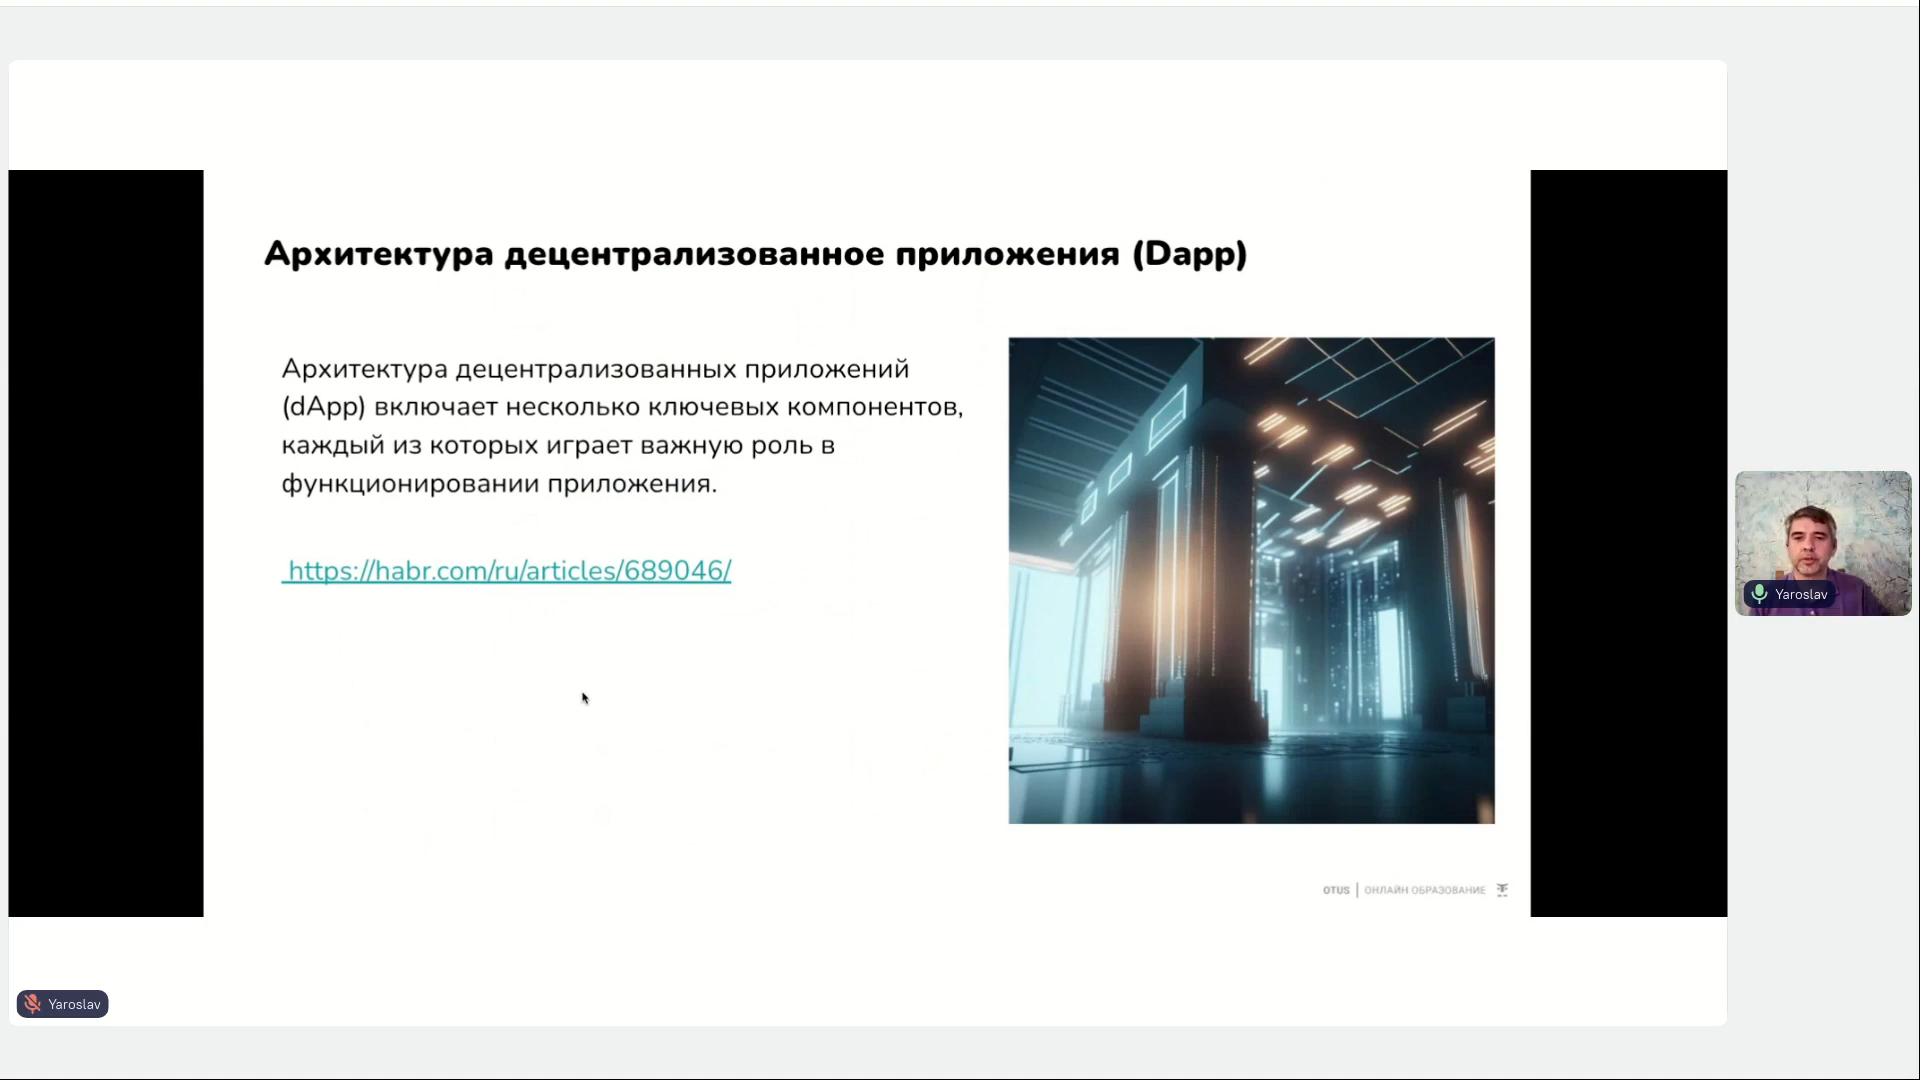 Архитектура децентрализованное приложения (Dapp)
Архитектура децентрализованных приложений
(dApp) включает несколько ключевых компонентов,
каждый из которых играет важную роль в
функционировании приложения.
https://habr.com/ru/articles/689046/
Yaroslav
OTUS | ОНЛАЙН ОБРАЗОВАНИЕ
Yaroslav